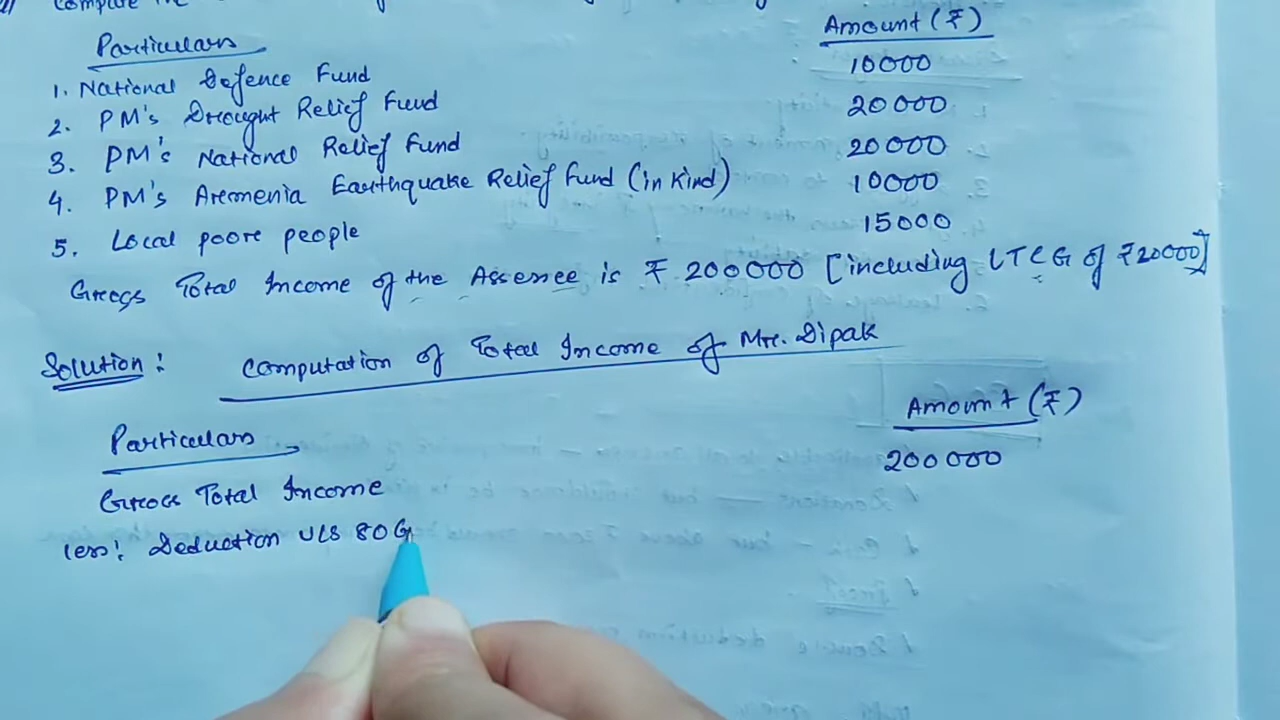 Compute the
Particulars Amount (₹)
1. National Defence Fund 10000
2. PM's Drought Relief Fund 20000
3. PM's National Relief Fund 20000
4. PM's Aremenia Earthquake Relief Fund (in Kind) 10000
5. Local poore people 15000
Gross Total Income of the Assessee is ₹ 200000 [including LTCG of ₹20000]
Solution: Computation of Total Income of Mr. Dipak
Particulars Amount (₹)
Gross Total Income 200000
Less: Deduction U/S 80G